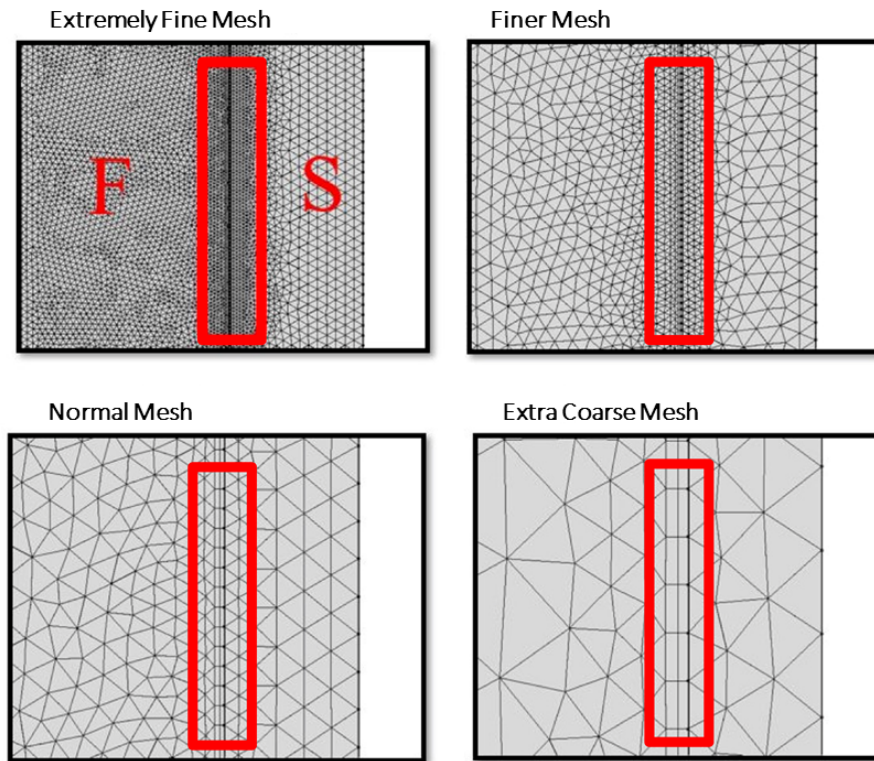 Extremely Fine Mesh
Finer Mesh
F
S
Normal Mesh
Extra Coarse Mesh